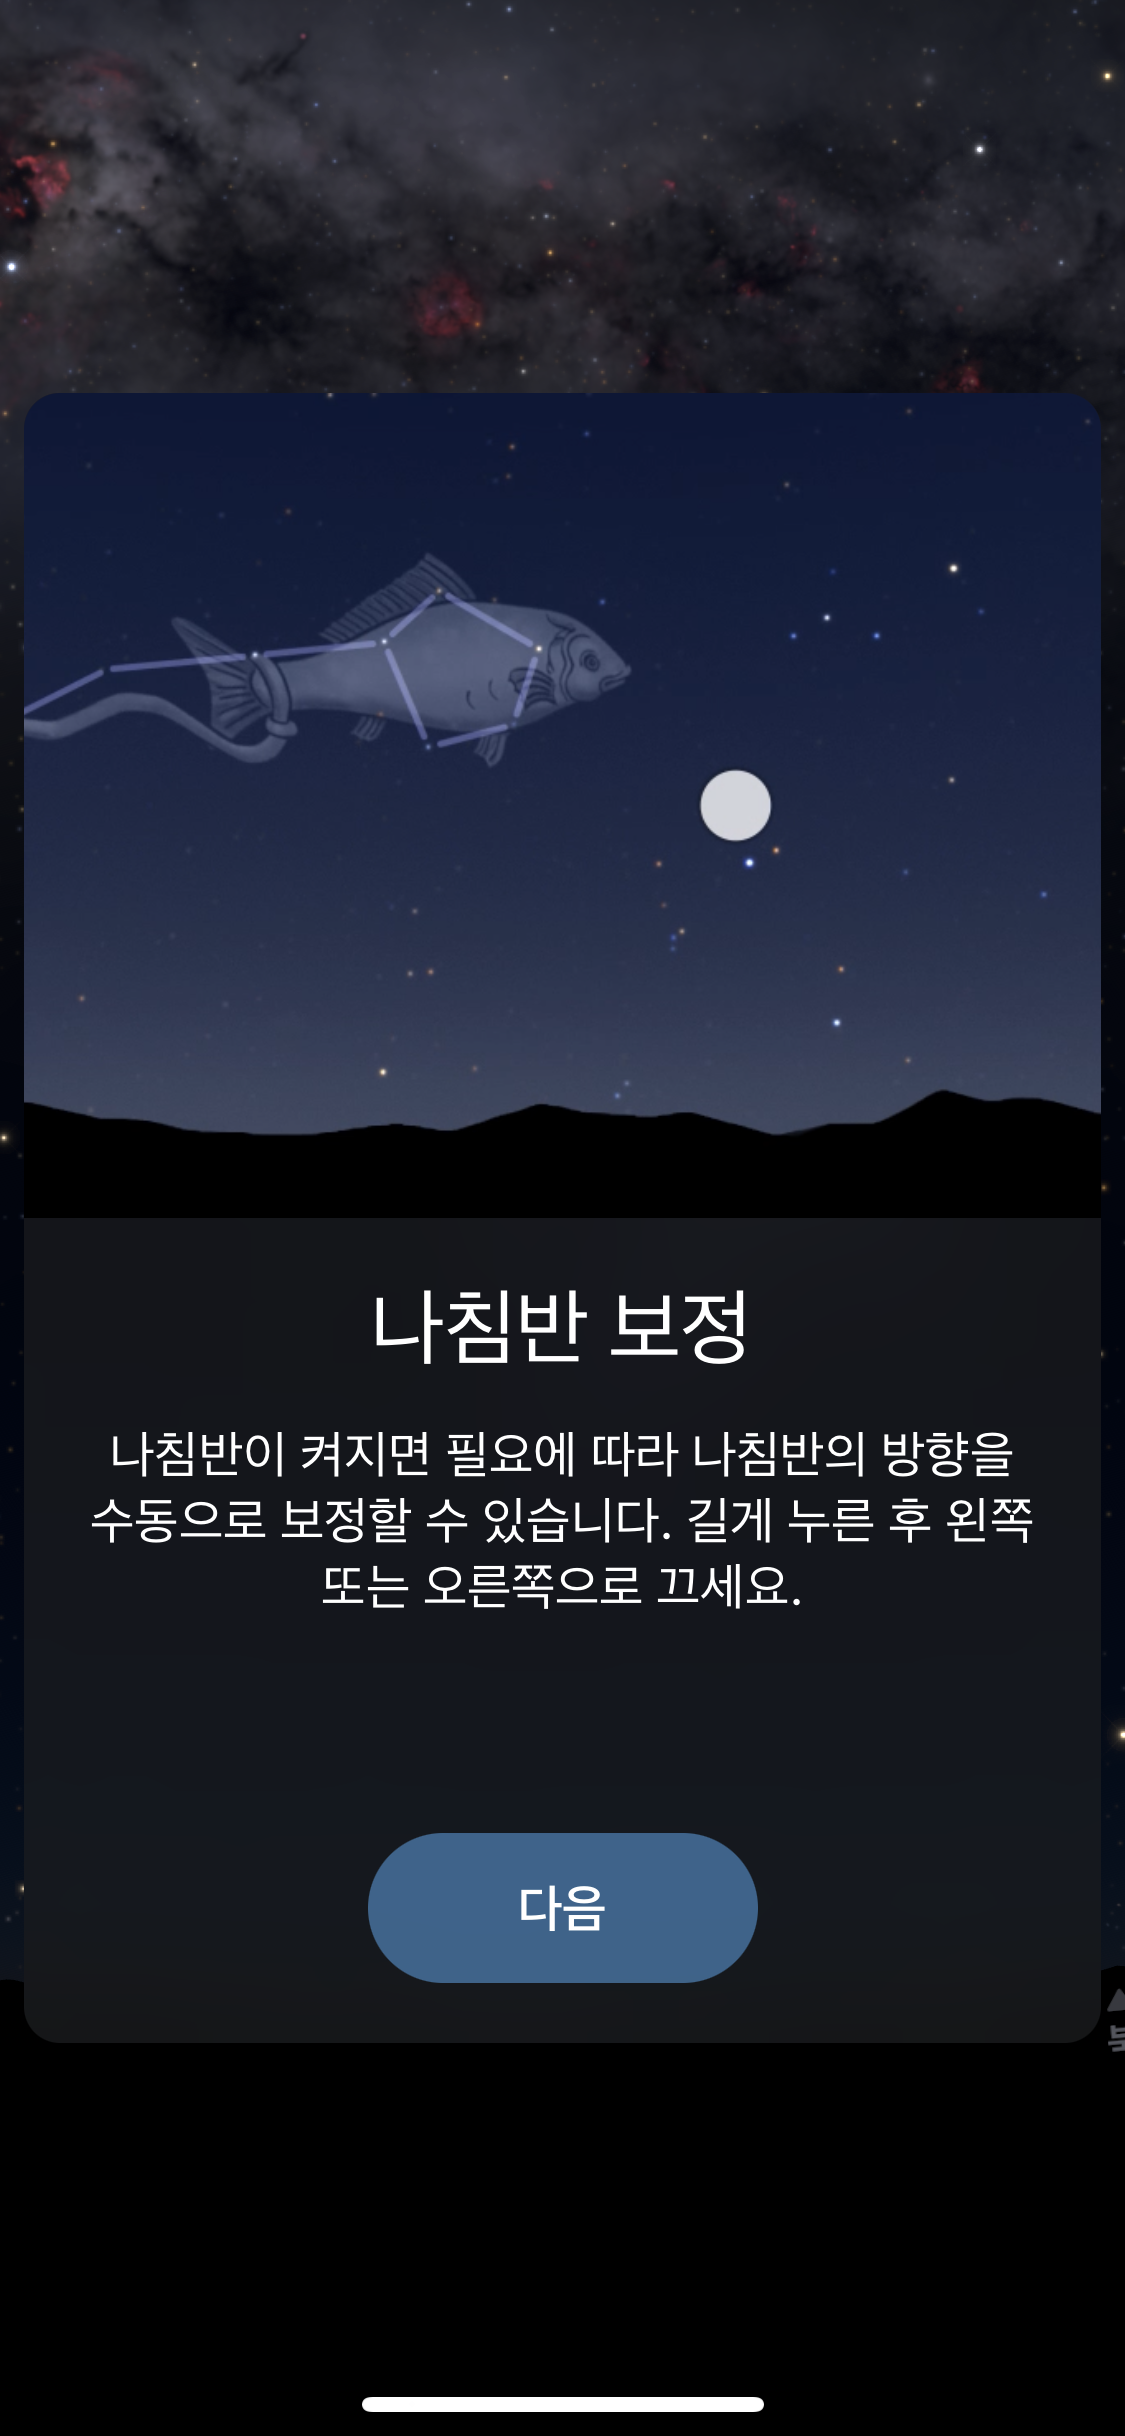 나침반 보정
나침반이 켜지면 필요에 따라 나침반의 방향을
수동으로 보정할 수 있습니다. 길게 누른 후 왼쪽
또는 오른쪽으로 끄세요.
다음